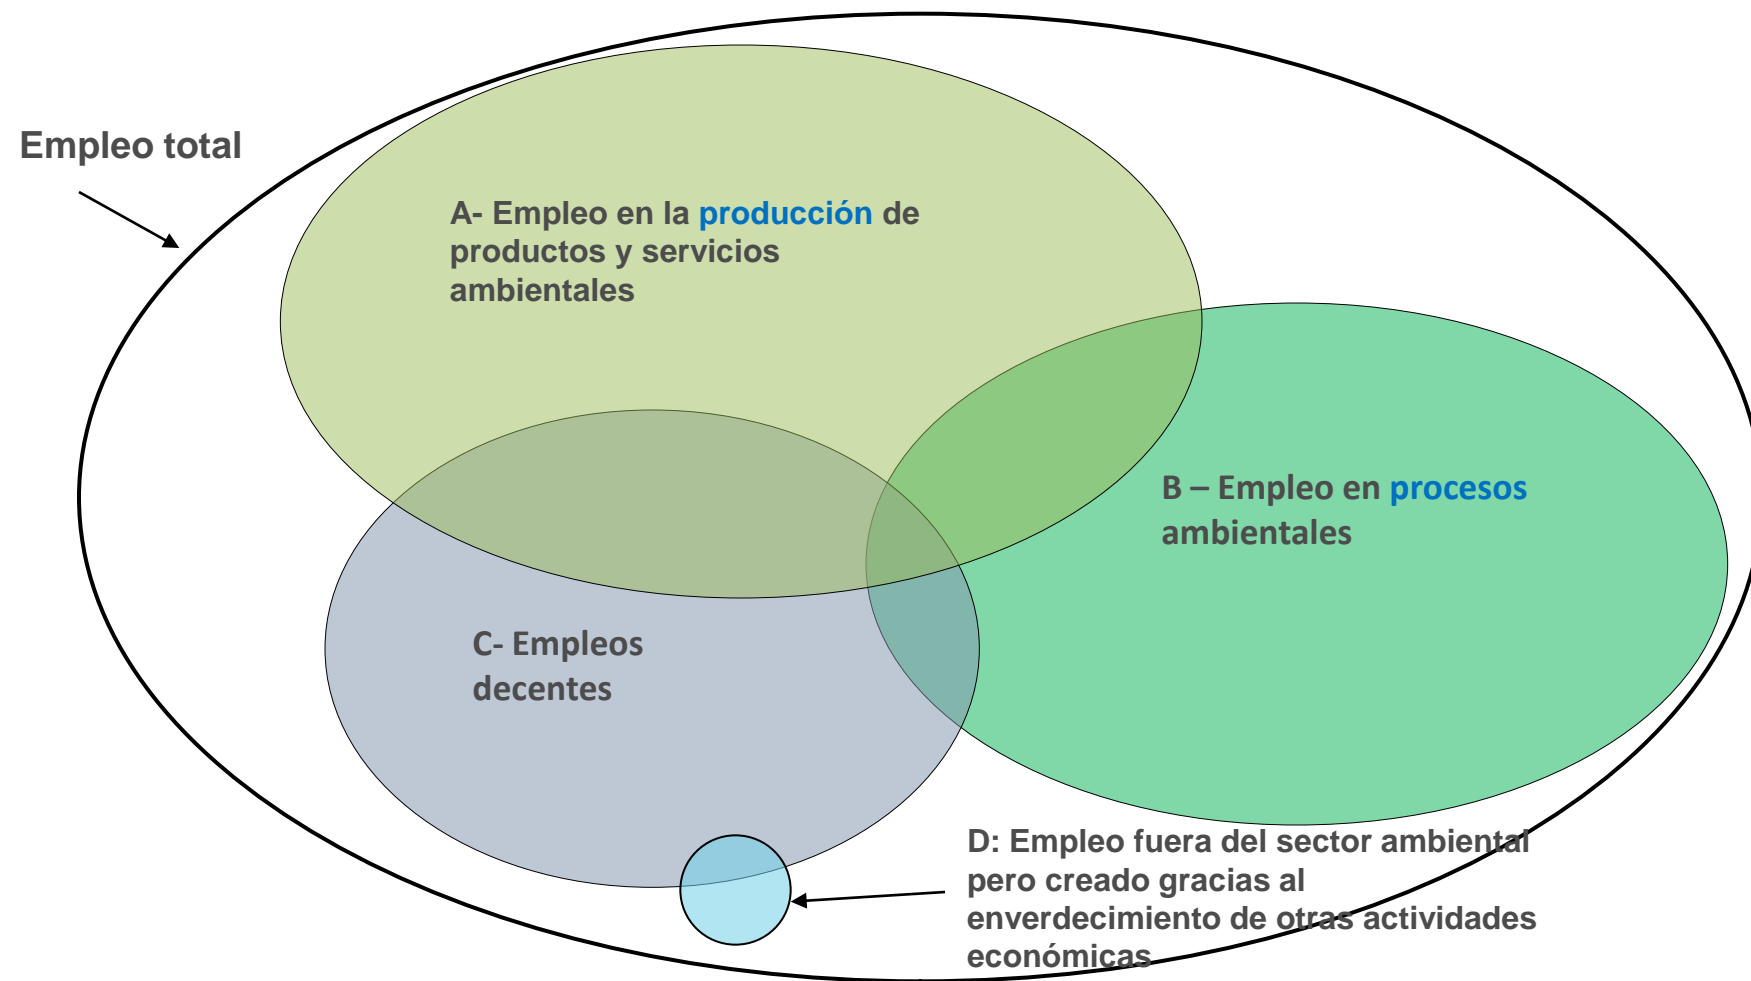 Empleo total
A- Empleo en la producción de
productos y servicios
ambientales
B – Empleo en procesos
ambientales
C- Empleos
decentes
D: Empleo fuera del sector ambiental
pero creado gracias al
enverdecimiento de otras actividades
económicas